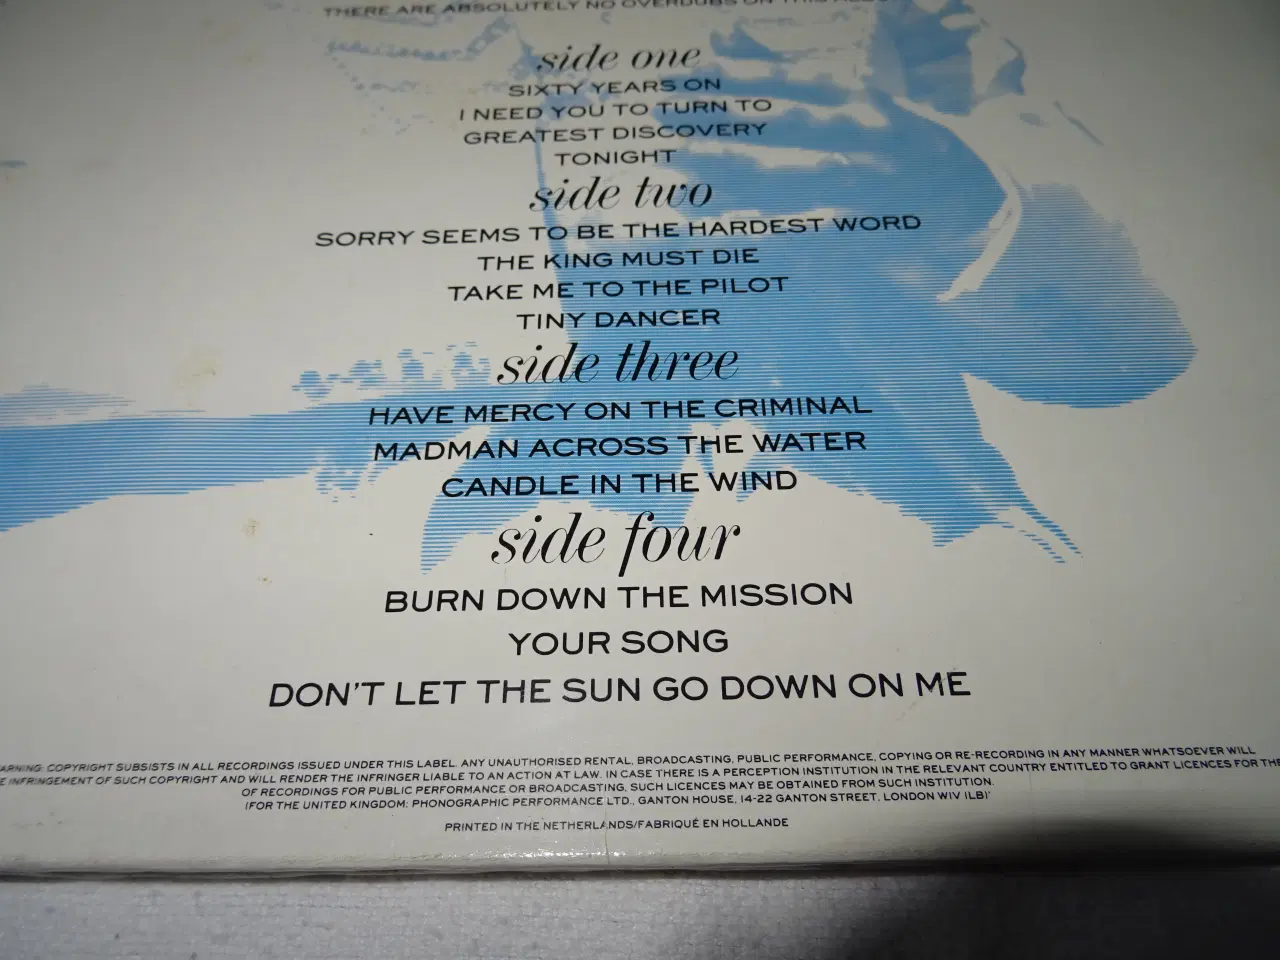 THERE ARE ABSOLUTELY NO OVERDUBS ON THIS
side one
SIXTY YEARS ON
I NEED YOU TO TURN TO
GREATEST DISCOVERY
TONIGHT
side two
SORRY SEEMS TO BE THE HARDEST WORD
THE KING MUST DIE
TAKE ME TO THE PILOT
TINY DANCER
side three
HAVE MERCY ON THE CRIMINAL
MADMAN ACROSS THE WATER
CANDLE IN THE WIND
side four
BURN DOWN THE MISSION
YOUR SONG
DON'T LET THE SUN GO DOWN ON ME
ARNING: COPYRIGHT SUBSISTS IN ALL RECORDINGS ISSUED UNDER THIS LABEL. ANY UNAUTHORISED RENTAL, BROADCASTING, PUBLIC PERFORMANCE, COPYING OR RE-RECORDING IN ANY MANNER WHATSOEVER WILL
E INFRINGEMENT OF SUCH COPYRIGHT AND WILL RENDER THE INFRINGER LIABLE TO AN ACTION AT LAW. IN CASE THERE IS A PERCEPTION INSTITUTION IN THE RELEVANT COUNTRY ENTITLED TO GRANT LICENCES FOR THE
OF RECORDINGS FOR PUBLIC PERFORMANCE OR BROADCASTING, SUCH LICENCES MAY BE OBTAINED FROM SUCH INSTITUTION.
(FOR THE UNITED KINGDOM: PHONOGRAPHIC PERFORMANCE LTD., GANTON HOUSE, 14-22 GANTON STREET, LONDON W1V 1LB)'
PRINTED IN THE NETHERLANDS/FABRIQUÉ EN HOLLANDE